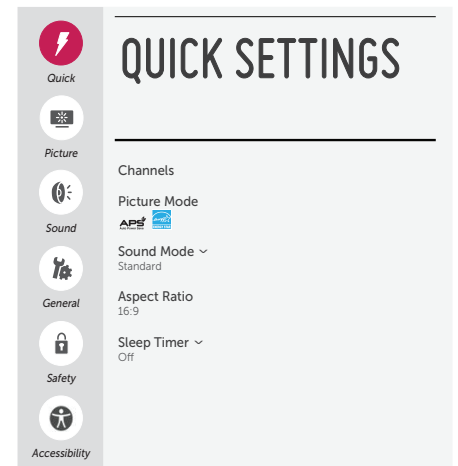 Quick
Picture
Sound
General
Safety
Accessibility
QUICK SETTINGS
Channels
Picture Mode
APS
Sound Mode
Standard
Aspect Ratio
16:9
Sleep Timer
Off